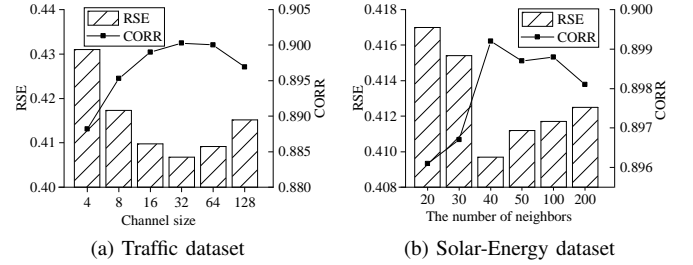 0.44
0.43
0.42
0.41
0.40
RSE
RSE
CORR
0.905
0.900
0.895
0.890
0.885
0.880
CORR
4 8 16 32 64 128
Channel size
(a) Traffic dataset
0.418
0.416
0.414
0.412
0.410
0.408
RSE
RSE
CORR
0.900
0.899
0.898
0.897
0.896
CORR
20 30 40 50 100 200
The number of neighbors
(b) Solar-Energy dataset